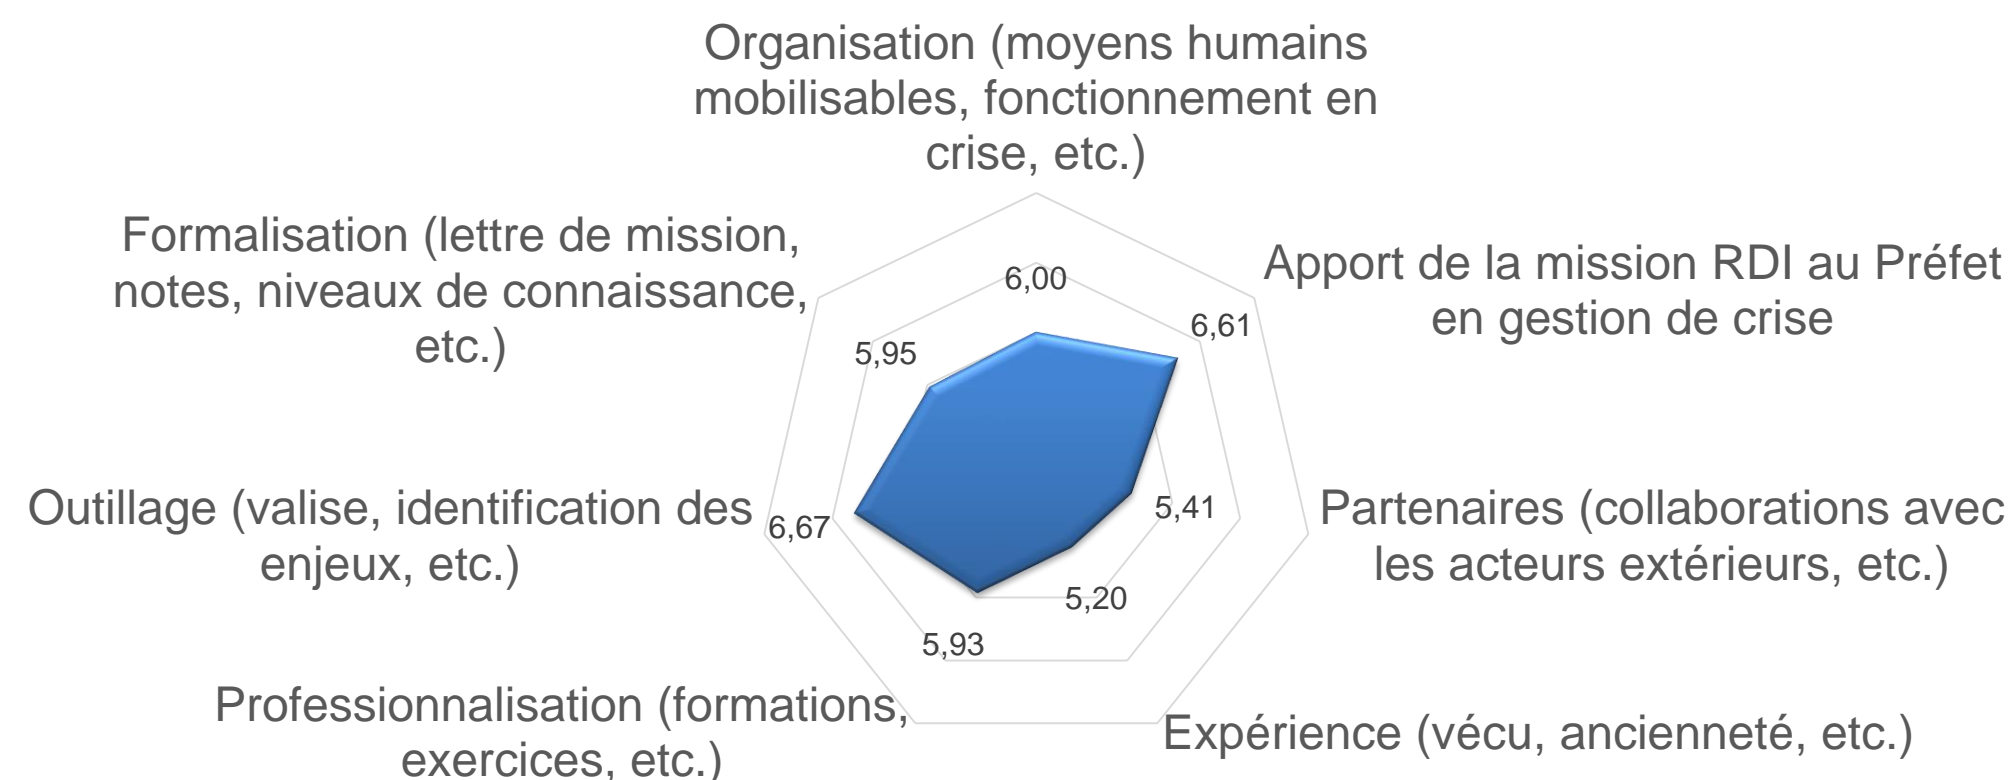 Organisation (moyens humains
mobilisables, fonctionnement en
crise, etc.)
Apport de la mission RDI au Préfet
en gestion de crise
Partenaires (collaborations avec
les acteurs extérieurs, etc.)
Expérience (vécu, ancienneté, etc.)
Professionnalisation (formations,
exercices, etc.)
Outillage (valise, identification des
enjeux, etc.)
Formalisation (lettre de mission,
notes, niveaux de connaissance,
etc.)
6,00
6,61
5,41
5,20
5,93
6,67
5,95